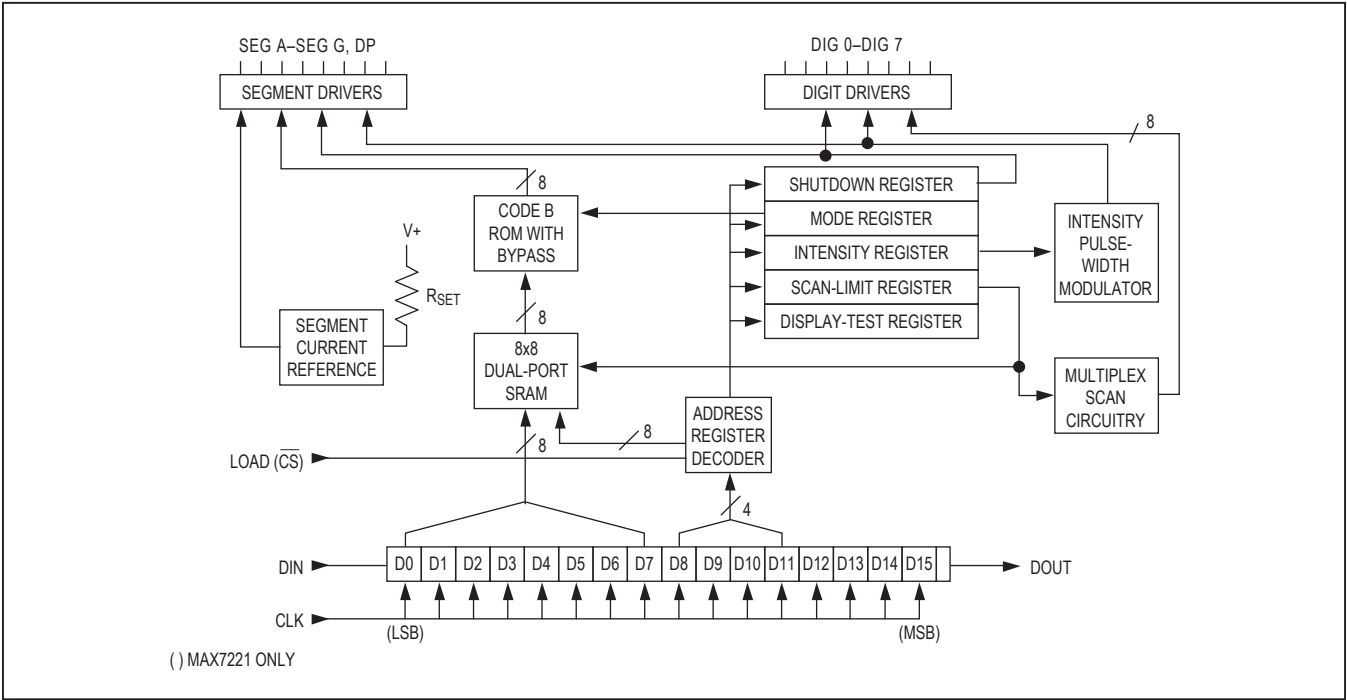 SEG A–SEG G, DP
DIG 0–DIG 7
SEGMENT DRIVERS
DIGIT DRIVERS
8
8
SHUTDOWN REGISTER
MODE REGISTER
INTENSITY REGISTER
SCAN-LIMIT REGISTER
DISPLAY-TEST REGISTER
CODE B
ROM WITH
BYPASS
INTENSITY
PULSE-
WIDTH
MODULATOR
V+
RSET
8
SEGMENT
CURRENT
REFERENCE
8x8
DUAL-PORT
SRAM
MULTIPLEX
SCAN
CIRCUITRY
ADDRESS
REGISTER
DECODER
8
8
LOAD (C̅S̅)
4
DIN
D0 D1 D2 D3 D4 D5 D6 D7 D8 D9 D10 D11 D12 D13 D14 D15
DOUT
CLK
(LSB)
(MSB)
( ) MAX7221 ONLY